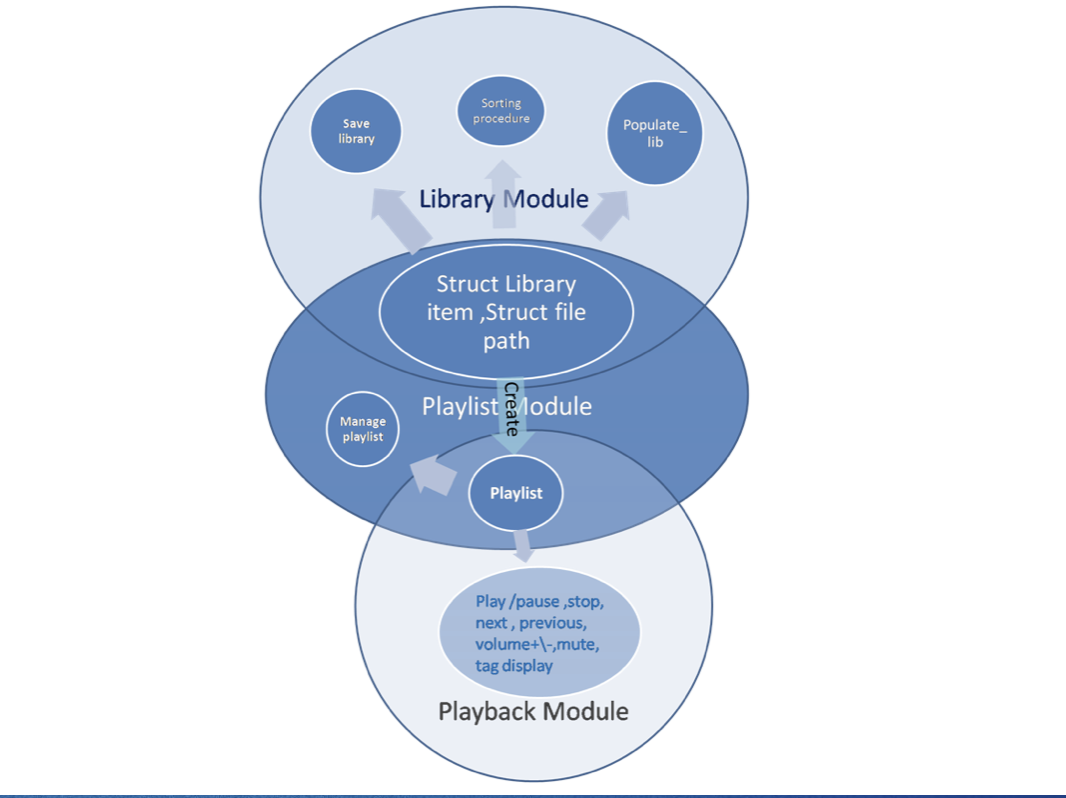 Save
library
Sorting
procedure
Populate_
lib
Library Module
Struct Library
item ,Struct file
path
Create
Playlist Module
Manage
playlist
Playlist
Play /pause ,stop,
next , previous,
volume+\-,mute,
tag display
Playback Module